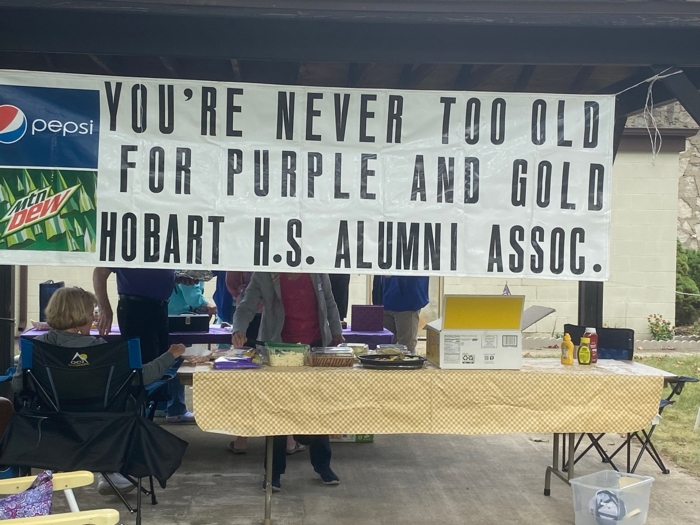 pepsi
Mtn
DEW
YOU'RE NEVER TOO OLD
FOR PURPLE AND GOLD
HOBART H.S. ALUMNI ASSOC.